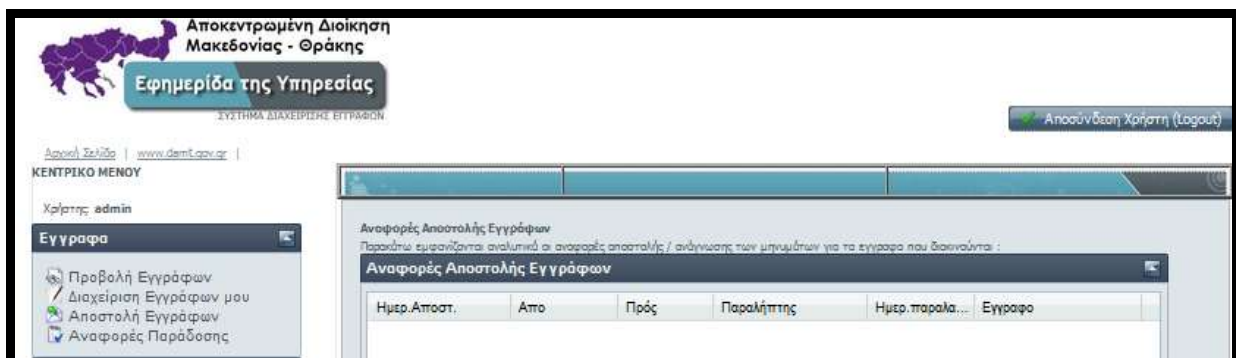 Αποκεντρωμένη Διοίκηση
Μακεδονίας - Θράκης
Εφημερίδα της Υπηρεσίας
ΣΥΣΤΗΜΑ ΔΙΑΧΕΙΡΙΣΗΣ ΕΓΓΡΑΦΩΝ
Αποσύνδεση Χρήστη (Logout)
Αρχική Σελίδα | www.damt.gov.gr |
ΚΕΝΤΡΙΚΟ ΜΕΝΟΥ
Χρήστης: admin
Εγγραφα
Προβολή Εγγράφων
Διαχείριση Εγγράφων μου
Αποστολή Εγγράφων
Αναφορές Παράδοσης
Αναφορές Αποστολής Εγγράφων
Παρακάτω εμφανίζονται αναλυτικά οι αναφορές αποστολής / ανάγνωσης των μηνυμάτων για τα εγγραφα που διακινούνται :
Αναφορές Αποστολής Εγγράφων
Ημερ.Αποστ. Απο Πρός Παραλήπτης Ημερ.παραλα... Εγγραφο